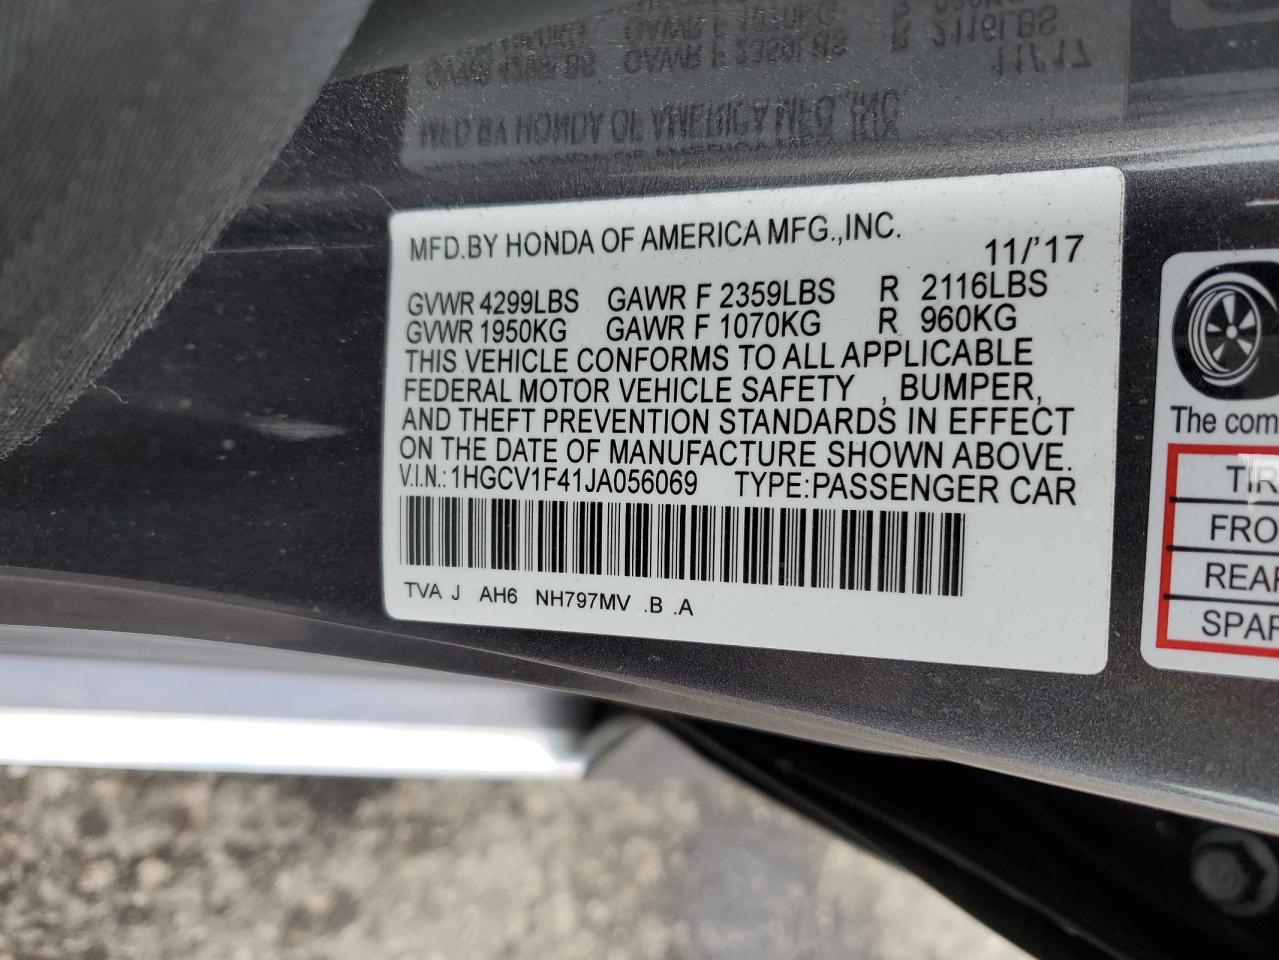 MFD.BY HONDA OF AMERICA MFG.,INC.
11/'17
GVWR 4299LBS GAWR F 2359LBS R 2116LBS
GVWR 1950KG GAWR F 1070KG R 960KG
THIS VEHICLE CONFORMS TO ALL APPLICABLE
FEDERAL MOTOR VEHICLE SAFETY , BUMPER,
AND THEFT PREVENTION STANDARDS IN EFFECT
ON THE DATE OF MANUFACTURE SHOWN ABOVE.
V.I.N.: 1HGCV1F41JA056069 TYPE:PASSENGER CAR
TVA J AH6 NH797MV .B .A
The com
TIR
FRO
REAR
SPAR